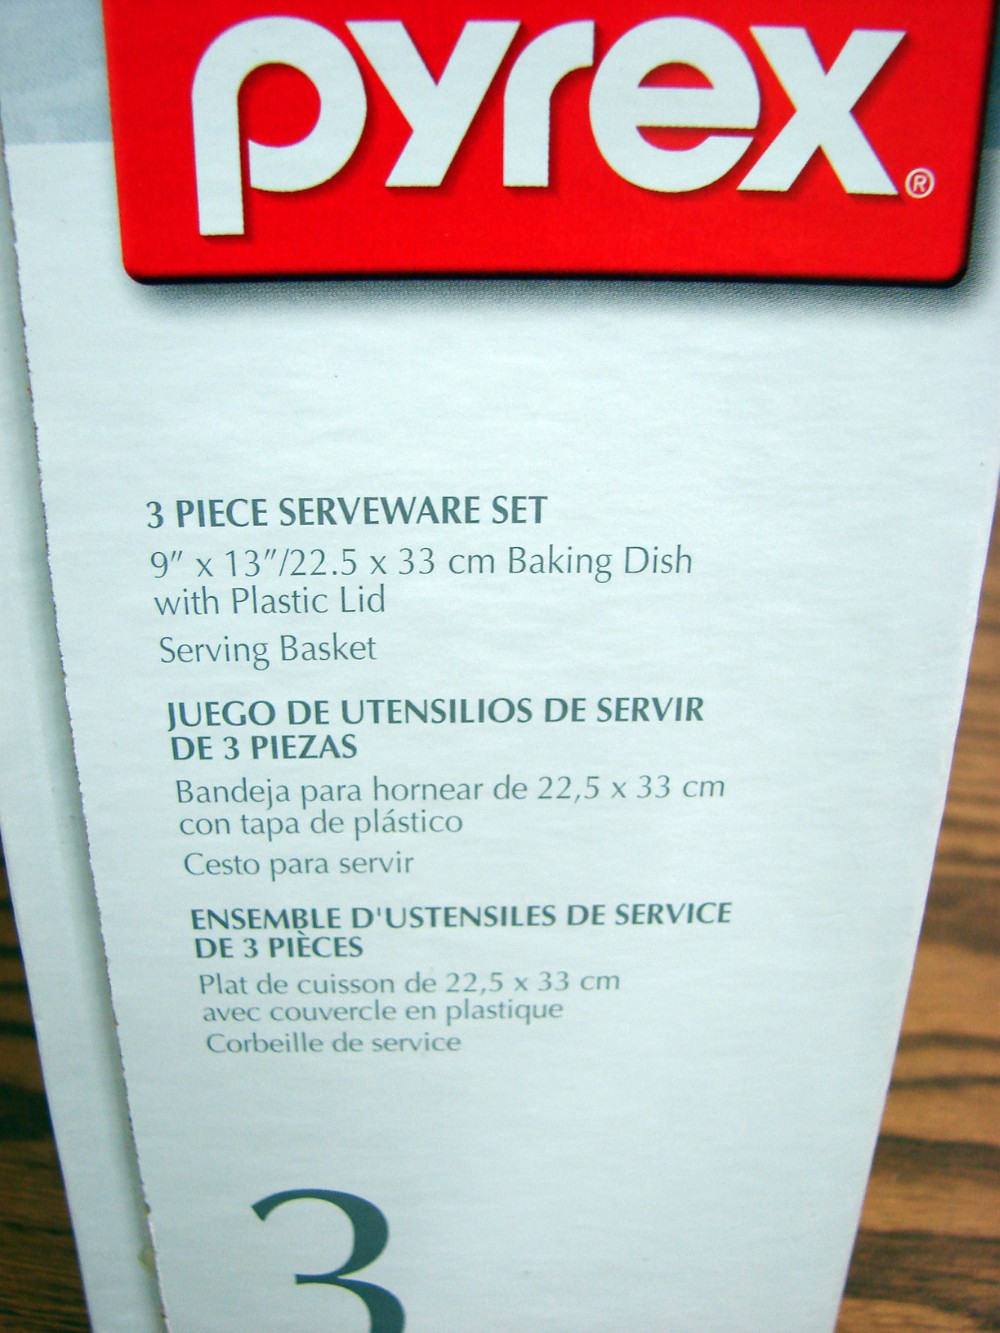 pyrex®
3 PIECE SERVEWARE SET
9" x 13"/22.5 x 33 cm Baking Dish
with Plastic Lid
Serving Basket
JUEGO DE UTENSILIOS DE SERVIR
DE 3 PIEZAS
Bandeja para hornear de 22,5 x 33 cm
con tapa de plástico
Cesto para servir
ENSEMBLE D'USTENSILES DE SERVICE
DE 3 PIÈCES
Plat de cuisson de 22,5 x 33 cm
avec couvercle en plastique
Corbeille de service
3